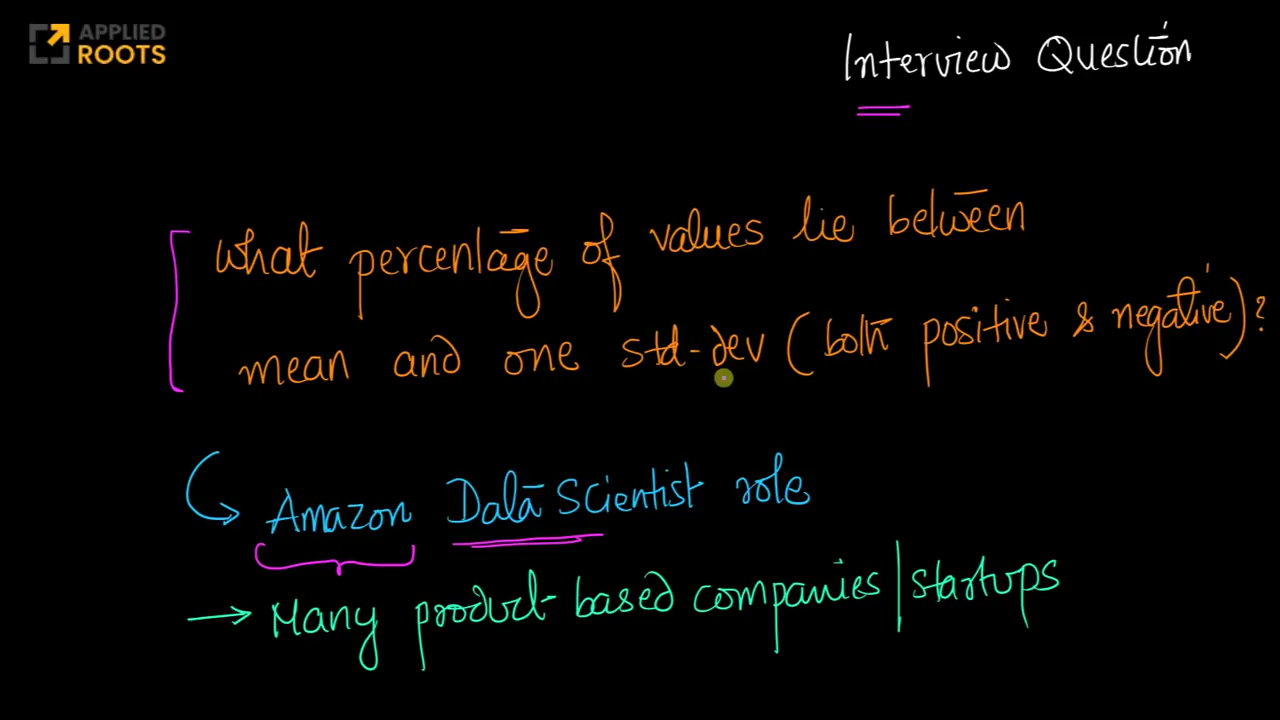 APPLIED
ROOTS
Interview Question
What percentage of values lie between
mean and one std-dev (both positive & negative)?
Amazon Data Scientist role
→ Many product-based companies | startups